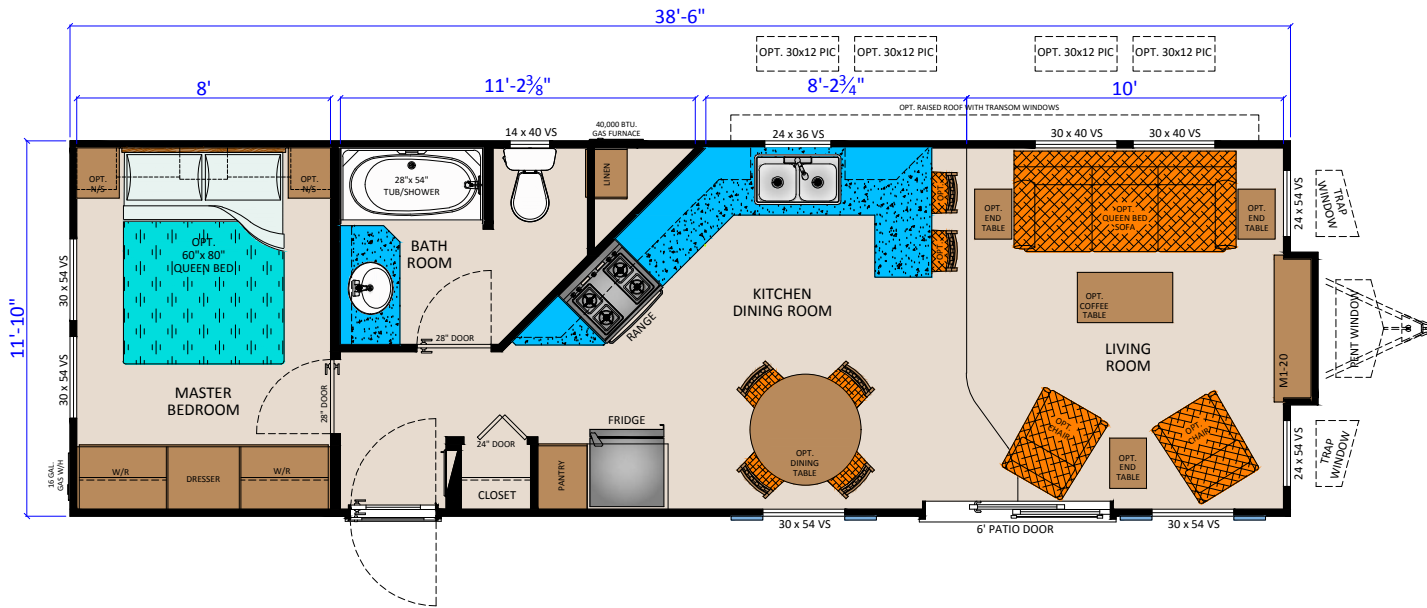 38'-6"
OPT. 30x12 PIC
OPT. 30x12 PIC
OPT. 30x12 PIC
OPT. 30x12 PIC
8'
11'-2⅜"
8'-2¾"
10'
OPT. RAISED ROOF WITH TRANSOM WINDOWS
14 x 40 VS
40,000 BTU.
GAS FURNACE
24 x 36 VS
30 x 40 VS
30 x 40 VS
OPT.
N/S
OPT.
N/S
28"x 54"
TUB/SHOWER
LINEN
OPT.
OPT.
OPT.
END
TABLE
OPT.
QUEEN BED
SOFA
OPT.
END
TABLE
24 x 54 VS
TRAP
WINDOW
OPT.
60"x 80"
QUEEN BED
BATH
ROOM
30 x 54 VS
11'-10"
KITCHEN
DINING ROOM
OPT.
COFFEE
TABLE
RANGE
28" DOOR
LIVING
ROOM
M1-20
PENT WINDOW
30 x 54 VS
MASTER
BEDROOM
28" DOOR
FRIDGE
24" DOOR
OPT.
CHAIR
OPT.
CHAIR
24 x 54 VS
TRAP
WINDOW
16 GAL.
GAS W/H
W/R
DRESSER
W/R
CLOSET
PANTRY
OPT.
DINING
TABLE
OPT.
END
TABLE
30 x 54 VS
6' PATIO DOOR
30 x 54 VS